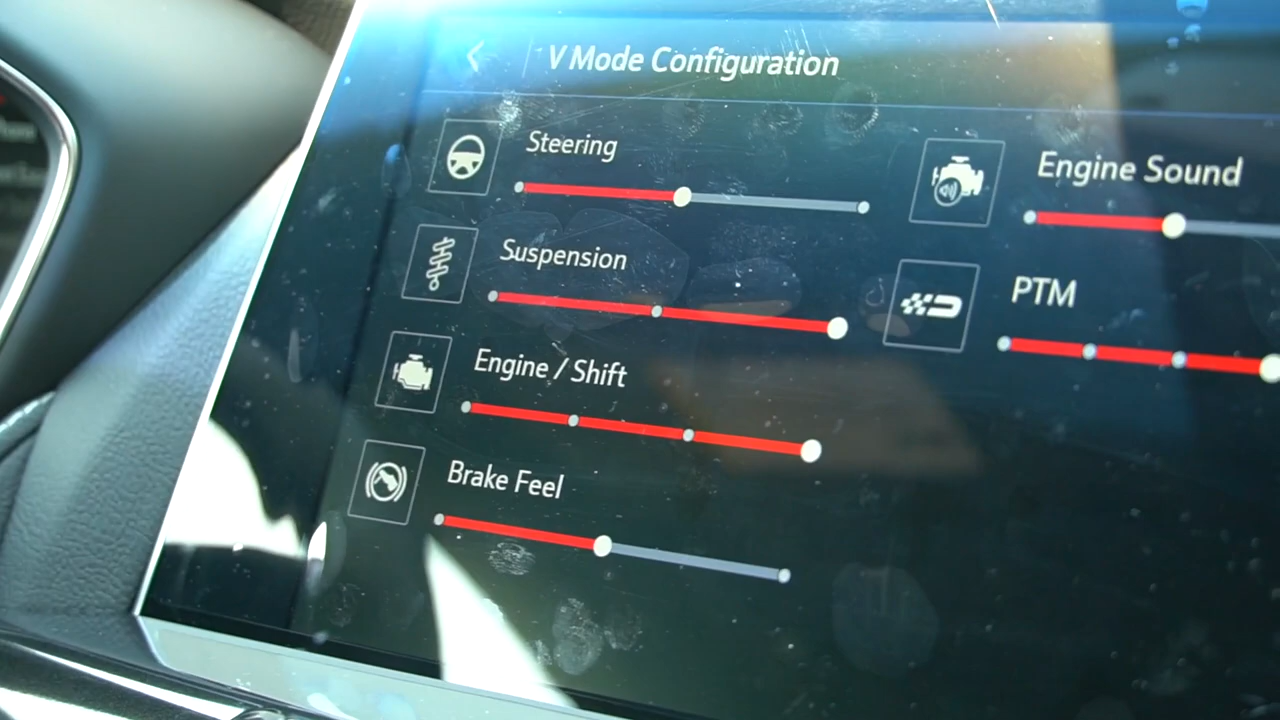 V Mode Configuration
Steering
Suspension
Engine / Shift
Brake Feel
Engine Sound
PTM